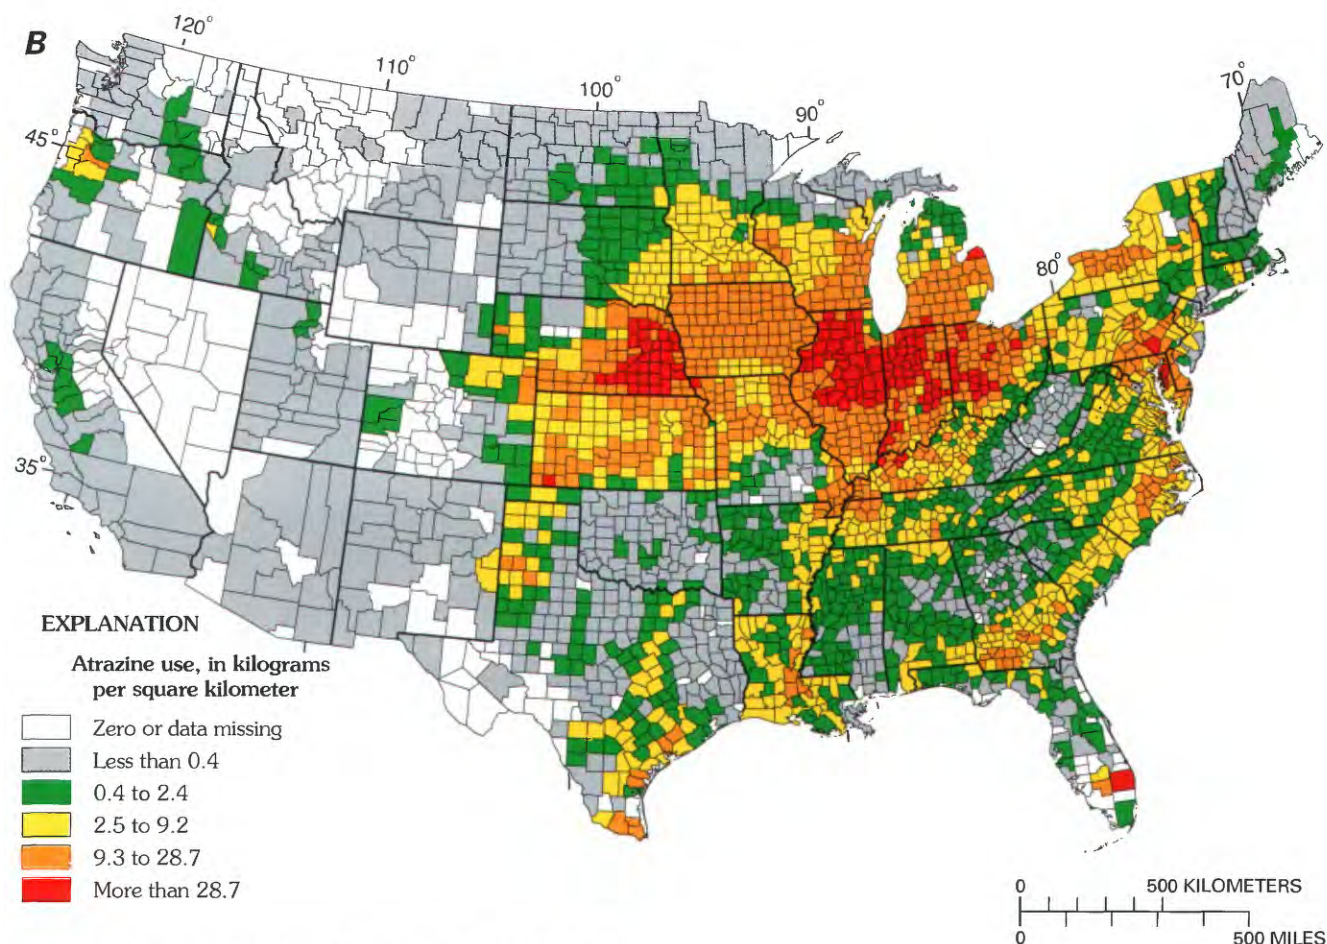 B
120°
110°
100°
90°
70°
45°
80°
35°
EXPLANATION
Atrazine use, in kilograms
per square kilometer
Zero or data missing
Less than 0.4
0.4 to 2.4
2.5 to 9.2
9.3 to 28.7
More than 28.7
0 500 KILOMETERS
0 500 MILES